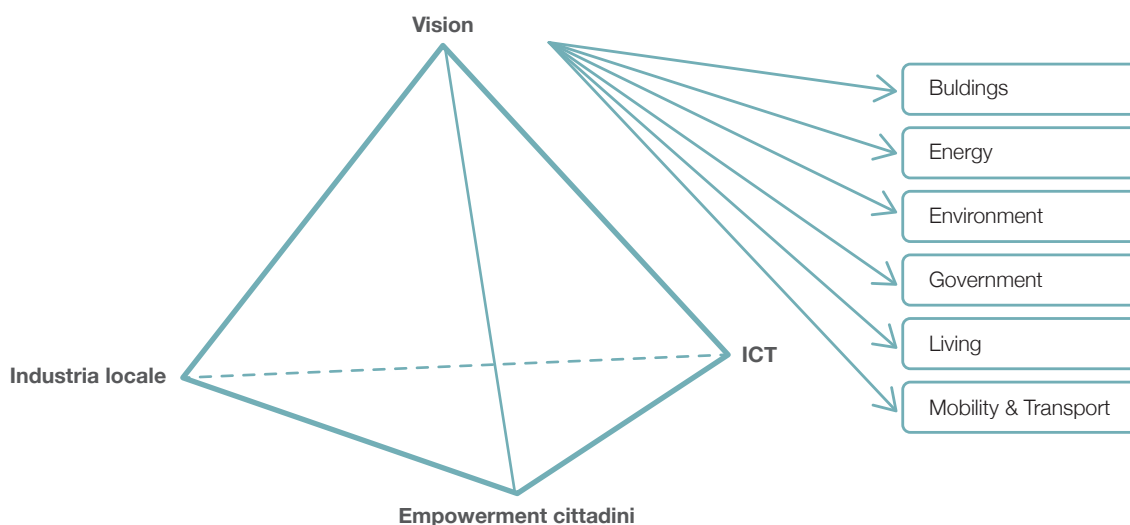 Vision
Buldings
Energy
Environment
Government
Living
Mobility & Transport
ICT
Industria locale
Empowerment cittadini